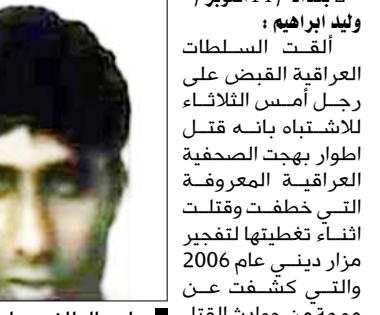 وليد ابراهيم :
ألقت السلطات
العراقية القبض على
رجل أمس الثلاثاء
للاشتباه بانه قتل
اطوار بهجت الصحفية
العراقية المعروفة
التي خطفت وقتلت
اثناء تغطيتها لتفجير
مزار ديني عام 2006
والتي كشفت عن